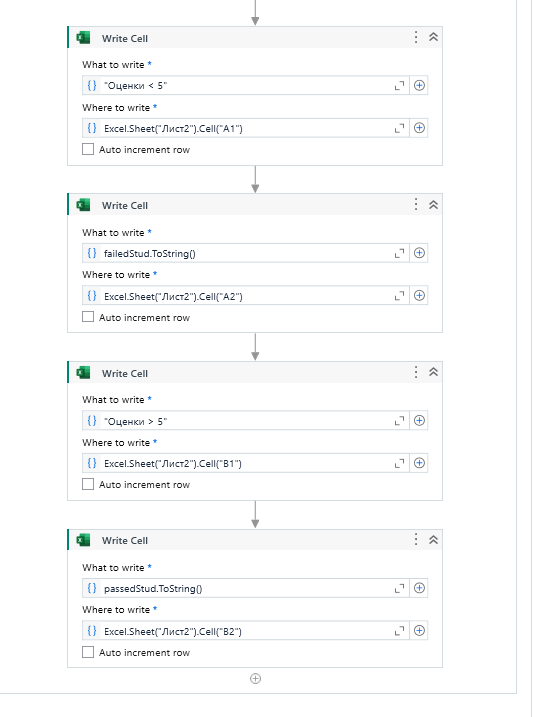 Write Cell
What to write *
"Оценки < 5"
Where to write *
Excel.Sheet("Лист2").Cell("A1")
Auto increment row
Write Cell
What to write *
failedStud.ToString()
Where to write *
Excel.Sheet("Лист2").Cell("A2")
Auto increment row
Write Cell
What to write *
"Оценки > 5"
Where to write *
Excel.Sheet("Лист2").Cell("B1")
Auto increment row
Write Cell
What to write *
passedStud.ToString()
Where to write *
Excel.Sheet("Лист2").Cell("B2")
Auto increment row